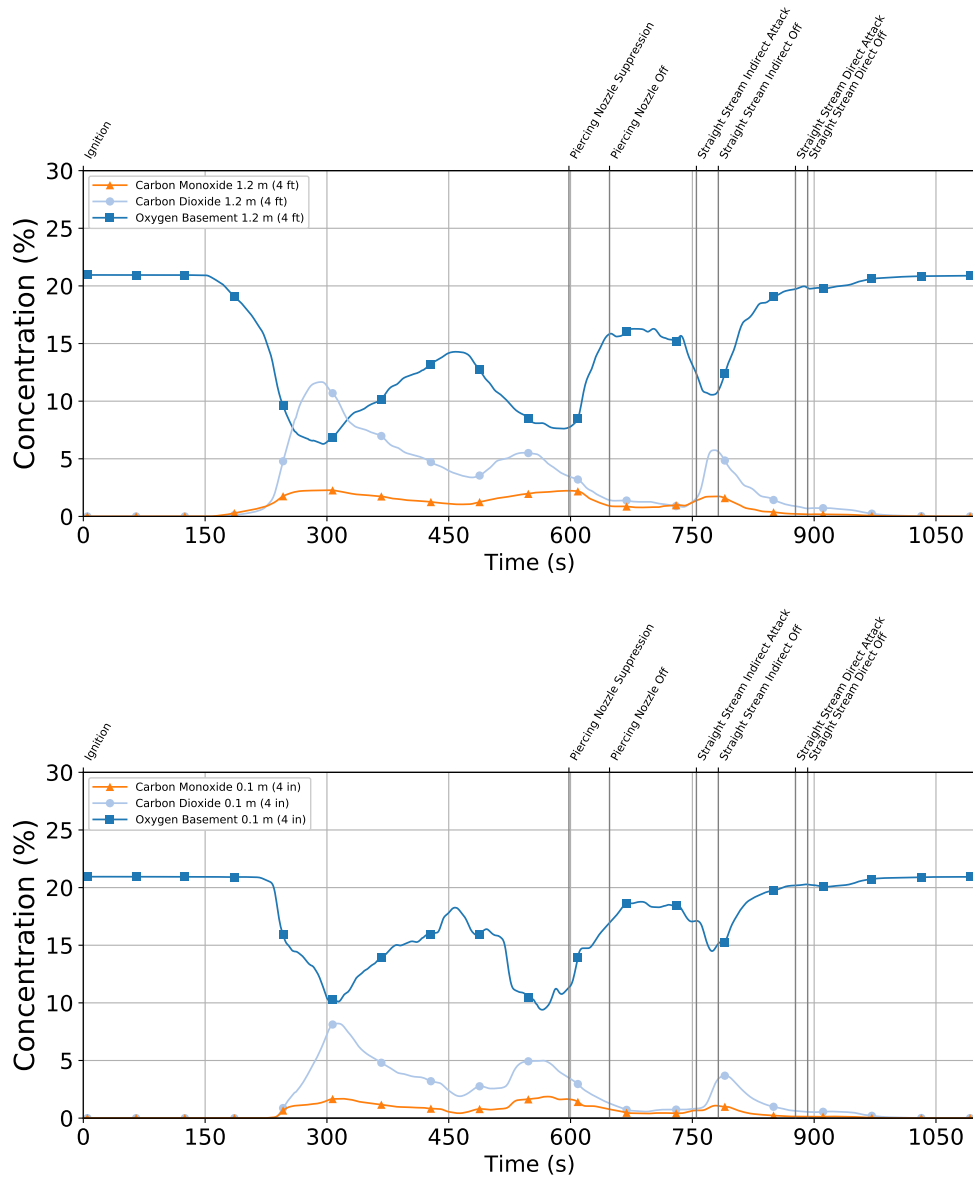 Ignition
Piercing Nozzle Suppression
Piercing Nozzle Off
Straight Stream Indirect Attack
Straight Stream Indirect Off
Straight Stream Direct Attack
Straight Stream Direct Off
Carbon Monoxide 1.2 m (4 ft)
Carbon Dioxide 1.2 m (4 ft)
Oxygen Basement 1.2 m (4 ft)
Concentration (%)
30
25
20
15
10
5
0
0 150 300 450 600 750 900 1050
Time (s)
Ignition
Piercing Nozzle Suppression
Piercing Nozzle Off
Straight Stream Indirect Attack
Straight Stream Indirect Off
Straight Stream Direct Attack
Straight Stream Direct Off
Carbon Monoxide 0.1 m (4 in)
Carbon Dioxide 0.1 m (4 in)
Oxygen Basement 0.1 m (4 in)
Concentration (%)
30
25
20
15
10
5
0
0 150 300 450 600 750 900 1050
Time (s)